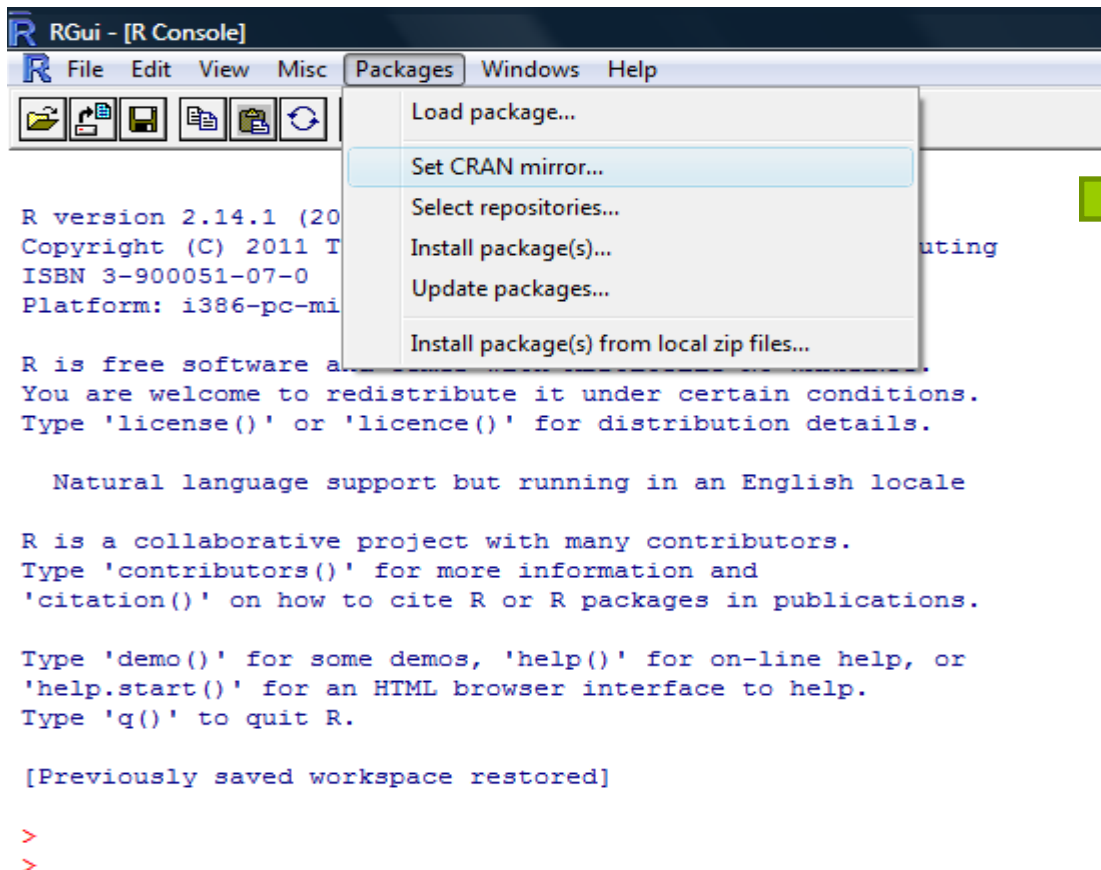 RGui - [R Console]
File Edit View Misc Packages Windows Help
Load package...
Set CRAN mirror...
Select repositories...
Install package(s)...
Update packages...
Install package(s) from local zip files...
R version 2.14.1 (20
Copyright (C) 2011 T uting
ISBN 3-900051-07-0
Platform: i386-pc-mi
R is free software a
You are welcome to redistribute it under certain conditions.
Type 'license()' or 'licence()' for distribution details.
Natural language support but running in an English locale
R is a collaborative project with many contributors.
Type 'contributors()' for more information and
'citation()' on how to cite R or R packages in publications.
Type 'demo()' for some demos, 'help()' for on-line help, or
'help.start()' for an HTML browser interface to help.
Type 'q()' to quit R.
[Previously saved workspace restored]
>
>